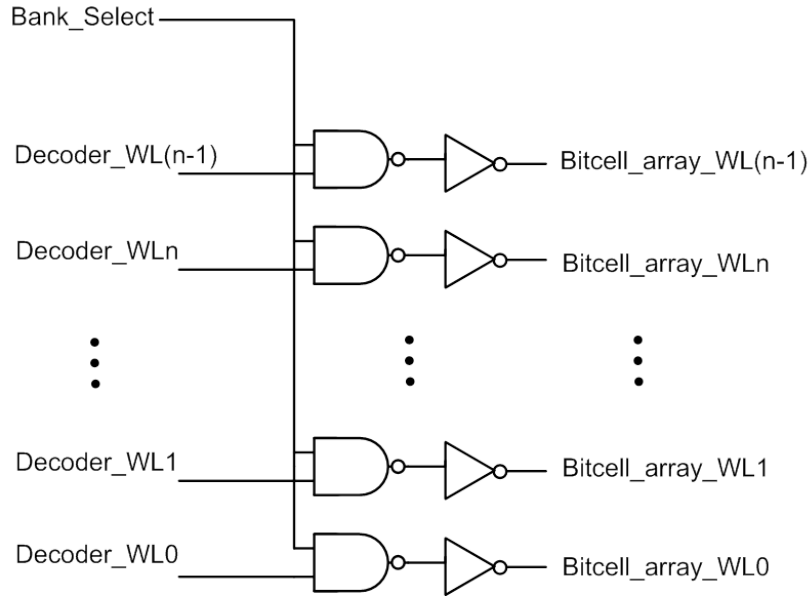 Bank_Select
Decoder_WL(n-1)
Bitcell_array_WL(n-1)
Decoder_WLn
Bitcell_array_WLn
Decoder_WL1
Bitcell_array_WL1
Decoder_WL0
Bitcell_array_WL0